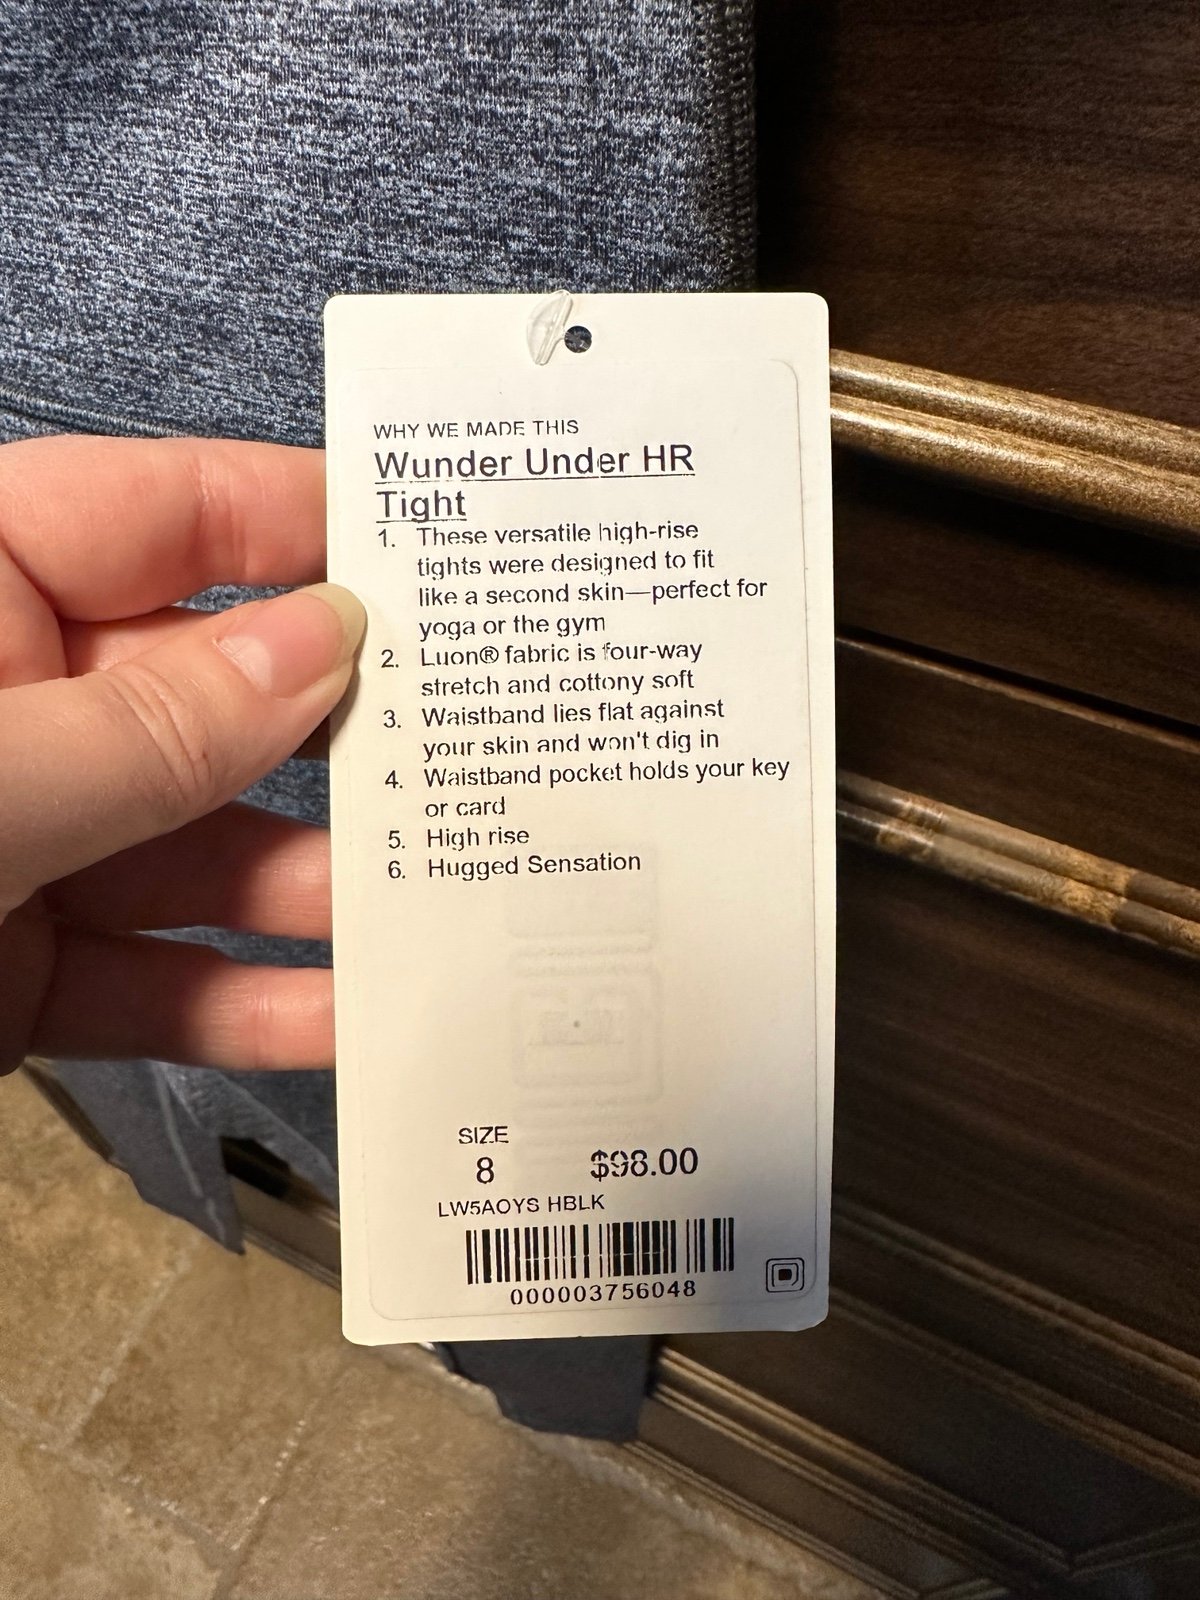 WHY WE MADE THIS
Wunder Under HR
Tight
1. These versatile high-rise
tights were designed to fit
like a second skin—perfect for
yoga or the gym
2. Luon® fabric is four-way
stretch and cottony soft
3. Waistband lies flat against
your skin and won't dig in
4. Waistband pocket holds your key
or card
5. High rise
6. Hugged Sensation
SIZE
8 $98.00
LW5AOYS HBLK
000003756048